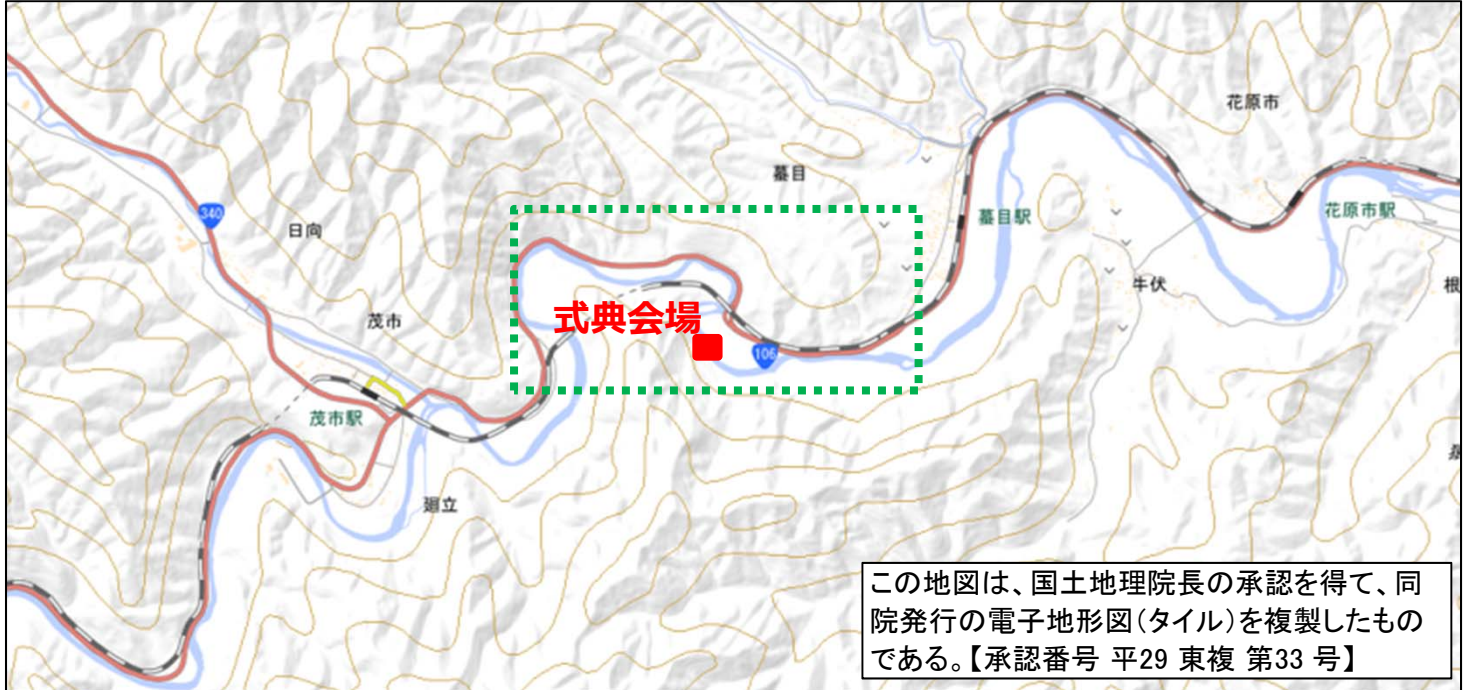 花原市
蟇目
340
日向
蟇目駅
花原市駅
牛伏
根
式典会場
茂市
106
茂市駅
廻立
この地図は、国土地理院長の承認を得て、同
院発行の電子地形図(タイル)を複製したもの
である。【承認番号 平29 東複 第33 号】